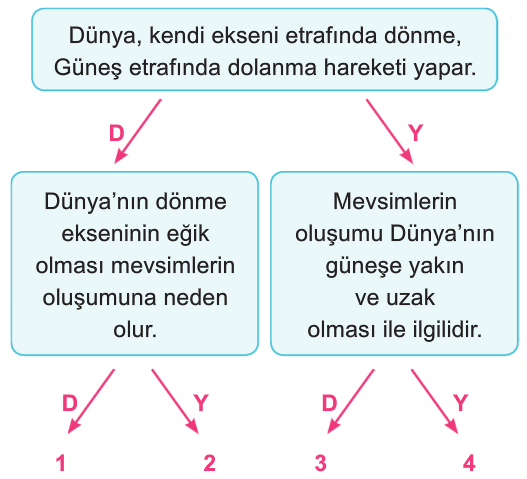 Dünya, kendi ekseni etrafında dönme,
Güneş etrafında dolanma hareketi yapar.
D
Y
Dünya’nın dönme
ekseninin eğik
olması mevsimlerin
oluşumuna neden
olur.
Mevsimlerin
oluşumu Dünya’nın
güneşe yakın
ve uzak
olması ile ilgilidir.
D
Y
D
Y
1
2
3
4